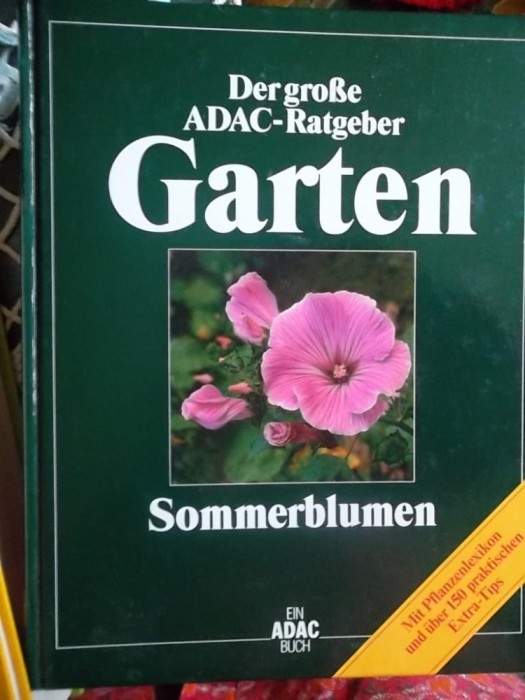 Der große
ADAC-Ratgeber
Garten
Sommerblumen
Mit Pflanzenlexikon
und über 150 praktischen
Extra-Tips
EIN
ADAC
BUCH